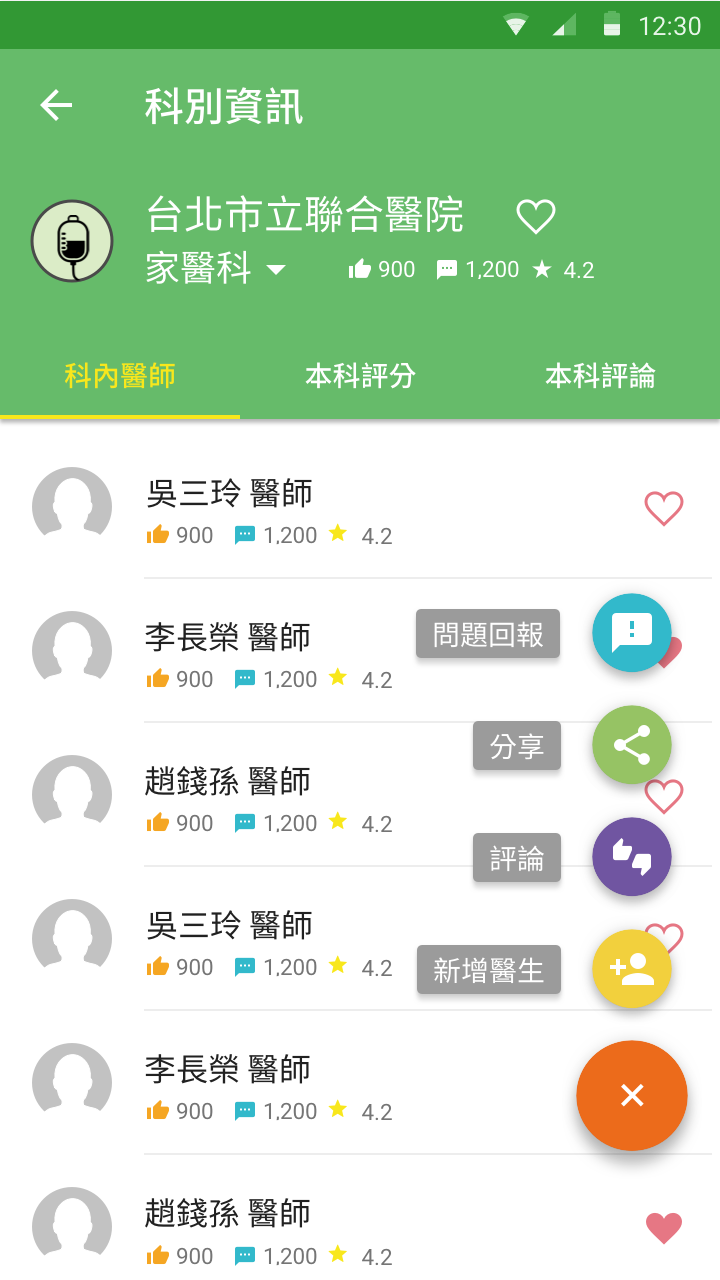 12:30
科別資訊
台北市立聯合醫院
家醫科 900 1,200 4.2
科內醫師 本科評分 本科評論
吳三玲 醫師
900 1,200 4.2
李長榮 醫師
問題回報
900 1,200 4.2
分享
趙錢孫 醫師
900 1,200 4.2
評論
吳三玲 醫師
900 1,200 4.2
新增醫生
李長榮 醫師
900 1,200 4.2
趙錢孫 醫師
900 1,200 4.2